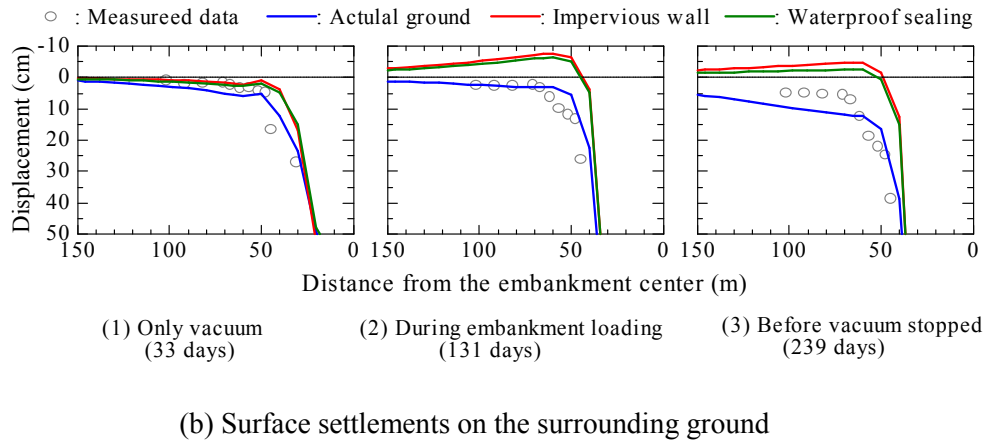 : Measureed data : Actulal ground : Impervious wall : Waterproof sealing
Displacement (cm)
-10
0
10
20
30
40
50
150 100 50 0
150 100 50 0
150 100 50 0
Distance from the embankment center (m)
(1) Only vacuum
(33 days)
(2) During embankment loading
(131 days)
(3) Before vacuum stopped
(239 days)
(b) Surface settlements on the surrounding ground